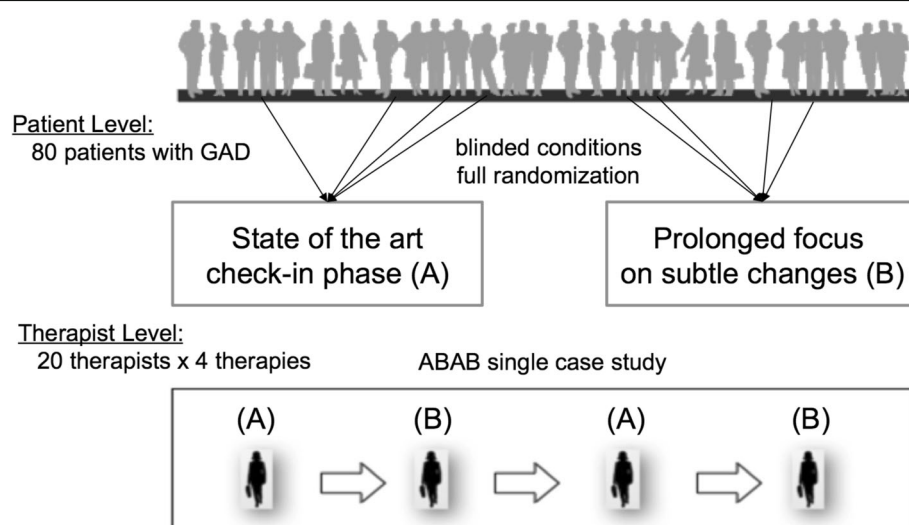 Patient Level:
80 patients with GAD
blinded conditions
full randomization
State of the art
check-in phase (A)
Prolonged focus
on subtle changes (B)
Therapist Level:
20 therapists x 4 therapies
ABAB single case study
(A)
(B)
(A)
(B)